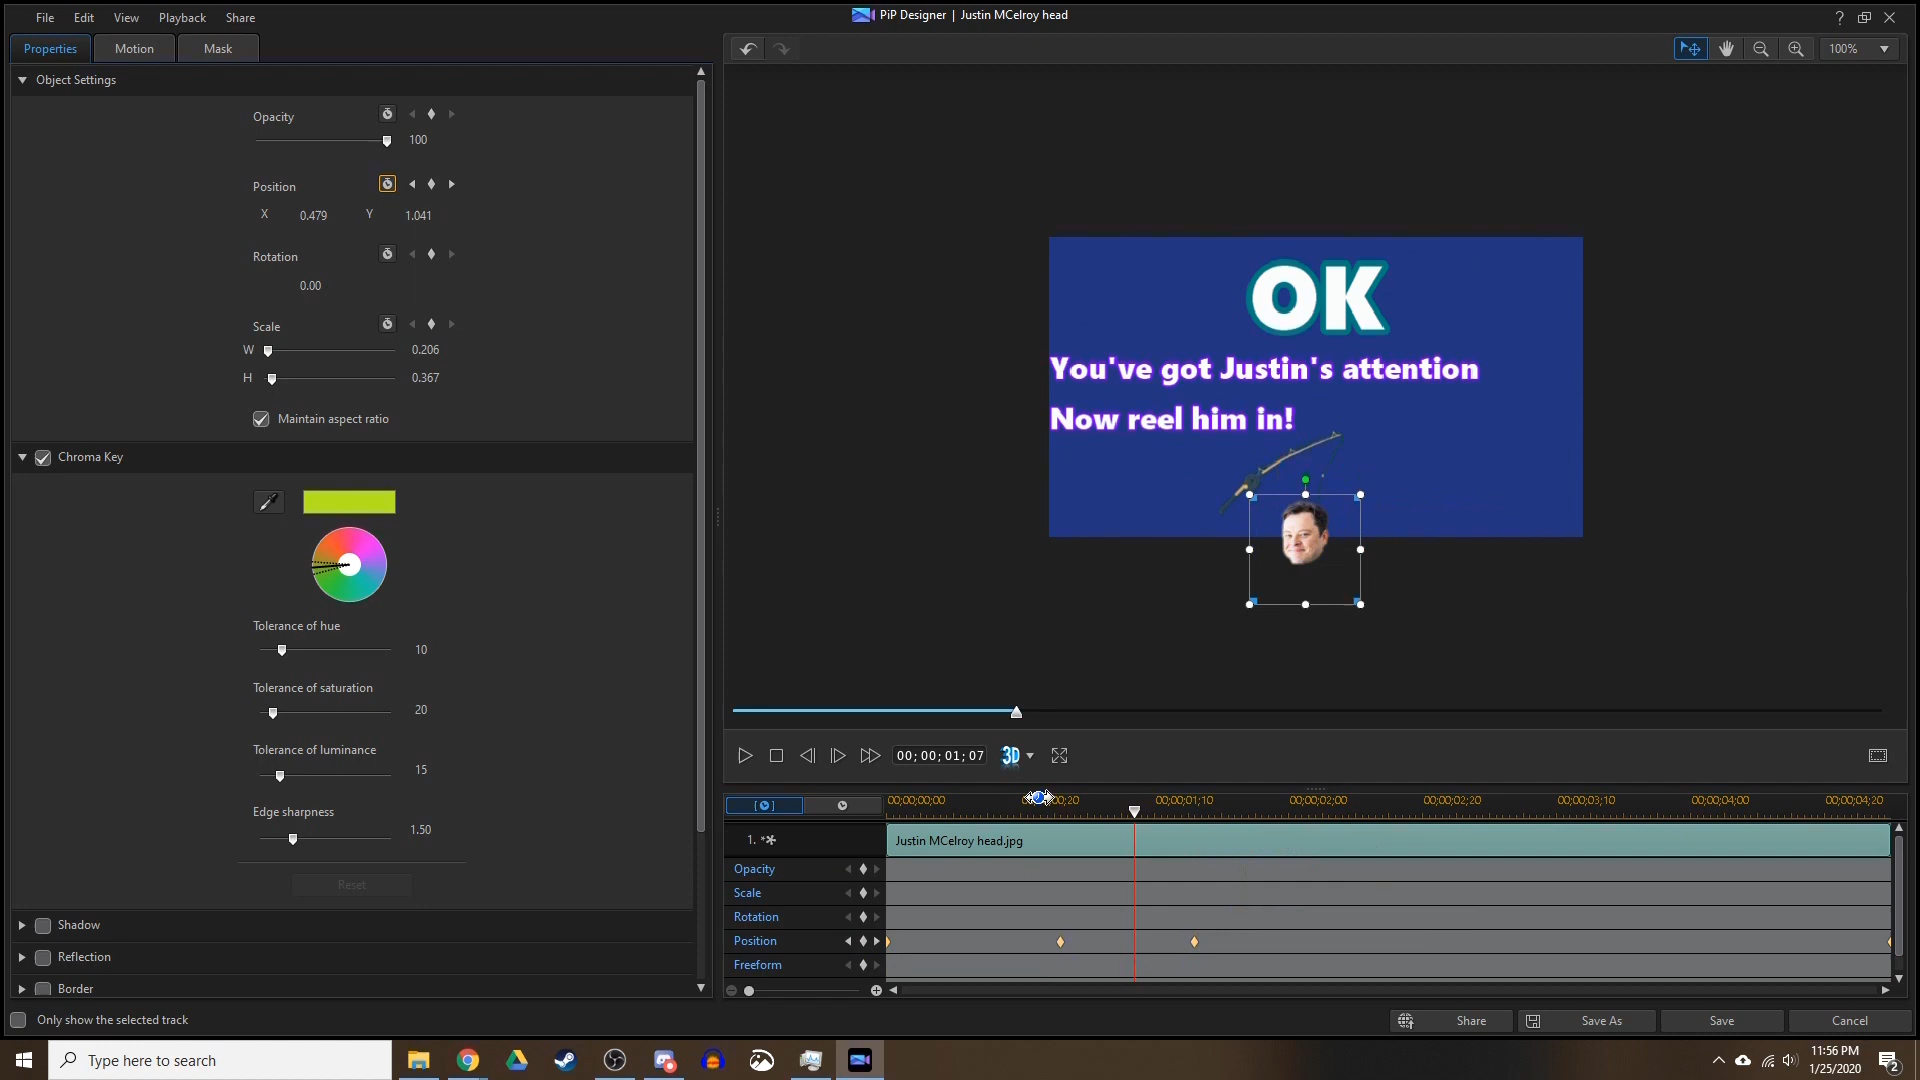 File Edit View Playback Share
PiP Designer | Justin MCelroy head
?
Properties Motion Mask
100%
Object Settings
Opacity
100
Position
X 0.479 Y 1.041
Rotation
0.00
Scale
W 0.206
H 0.367
Maintain aspect ratio
Chroma Key
Tolerance of hue
10
Tolerance of saturation
20
Tolerance of luminance
15
Edge sharpness
1.50
Reset
Shadow
Reflection
Border
Only show the selected track
OK
You've got Justin's attention
Now reel him in!
00;00;01;07 3D
00;00;00;00 20 00;00;01;10 00;00;02;00 00;00;02;20 00;00;03;10 00;00;04;00 00;00;04;20
1. Justin MCelroy head.jpg
Opacity
Scale
Rotation
Position
Freeform
Share Save As Save Cancel
Type here to search
11:56 PM
1/25/2020
2